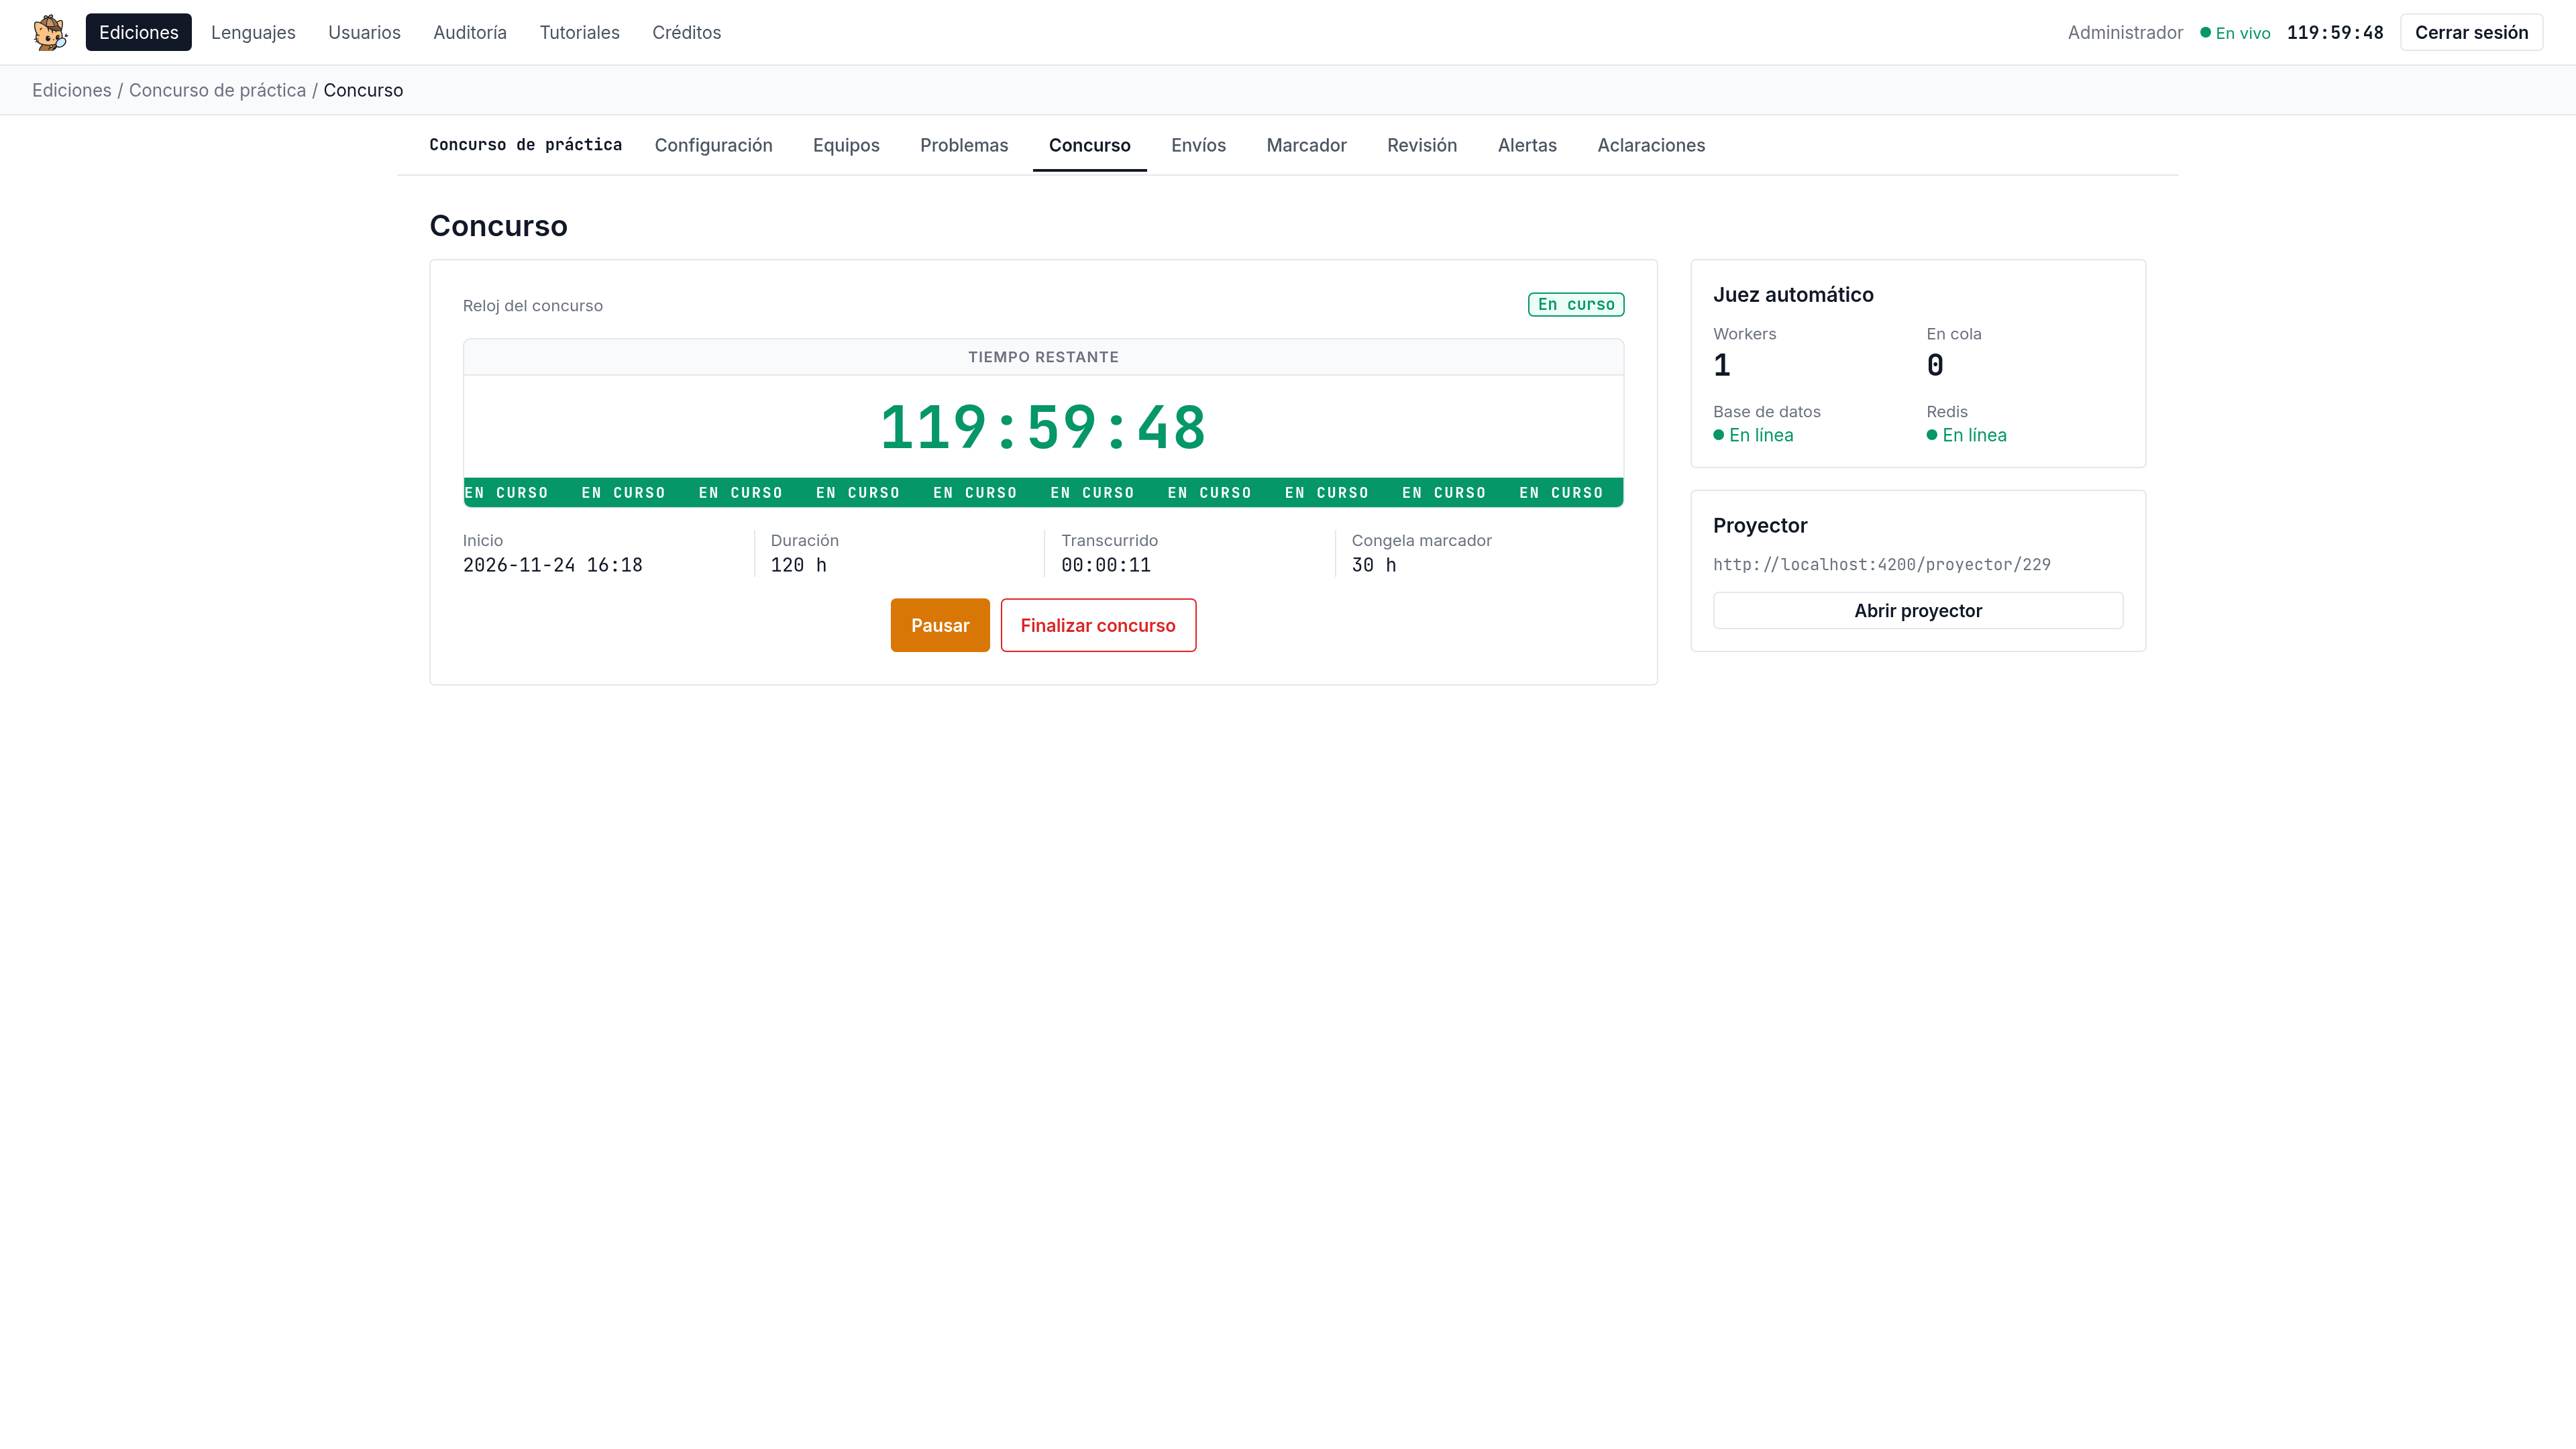 Ediciones Lenguajes Usuarios Auditoría Tutoriales Créditos Administrador En vivo 119:59:48 Cerrar sesión
Ediciones / Concurso de práctica / Concurso
Concurso de práctica Configuración Equipos Problemas Concurso Envíos Marcador Revisión Alertas Aclaraciones
Concurso
Reloj del concurso En curso
TIEMPO RESTANTE
119:59:48
EN CURSO EN CURSO EN CURSO EN CURSO EN CURSO EN CURSO EN CURSO EN CURSO EN CURSO EN CURSO
Inicio Duración Transcurrido Congela marcador
2026-11-24 16:18 120 h 00:00:11 30 h
Pausar Finalizar concurso
Juez automático
Workers En cola
1 0
Base de datos Redis
En línea En línea
Proyector
http://localhost:4200/proyector/229
Abrir proyector